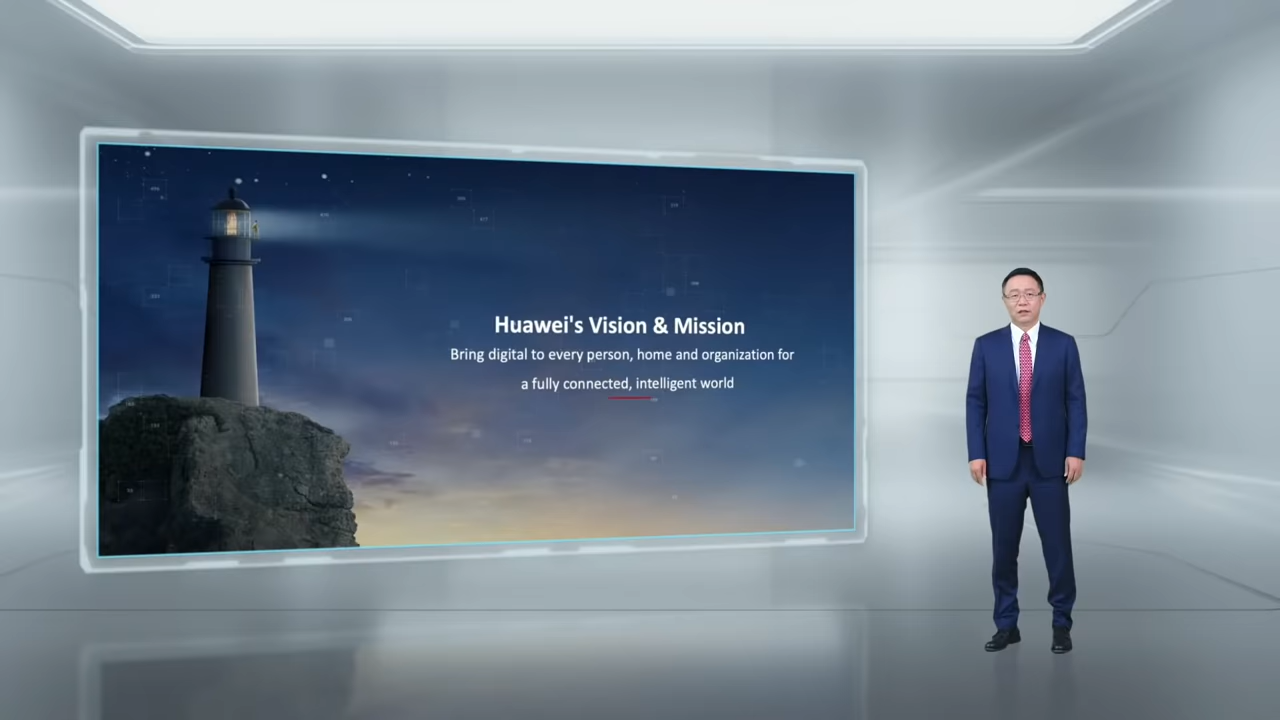 Huawei's Vision & Mission
Bring digital to every person, home and organization for
a fully connected, intelligent world